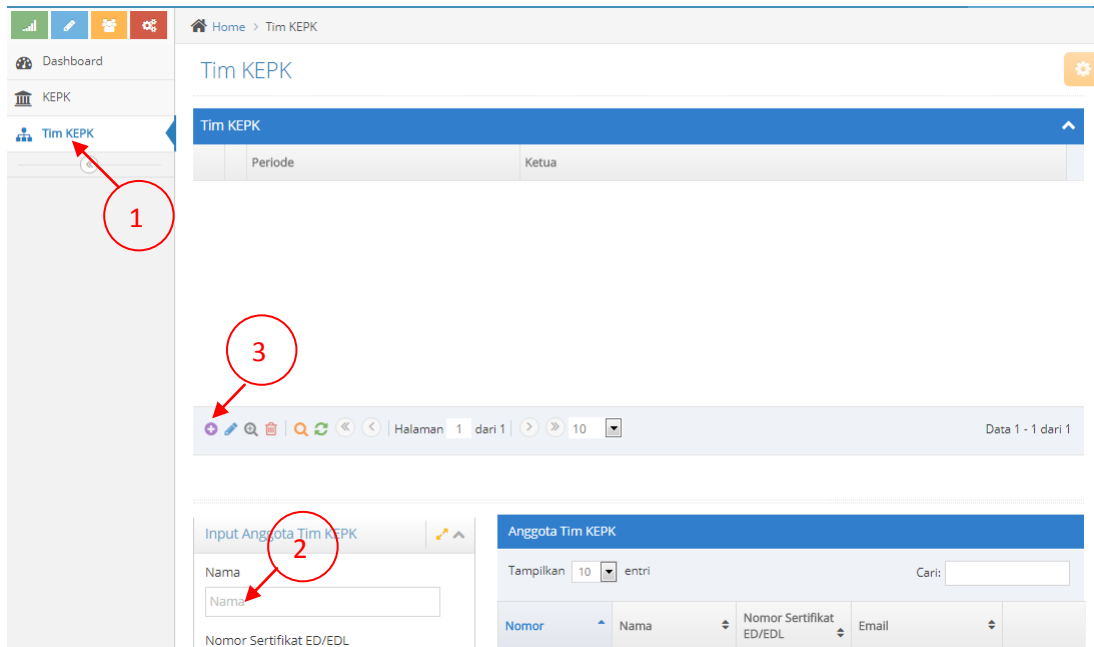 Home > Tim KEPK
Dashboard
KEPK
Tim KEPK
1
Tim KEPK
Tim KEPK
Periode Ketua
3
Halaman 1 dari 1 10 Data 1 - 1 dari 1
Input Anggota Tim KEPK
2
Nama
Nama
Nomor Sertifikat ED/EDL
Anggota Tim KEPK
Tampilkan 10 entri Cari:
Nomor Nama Nomor Sertifikat ED/EDL Email